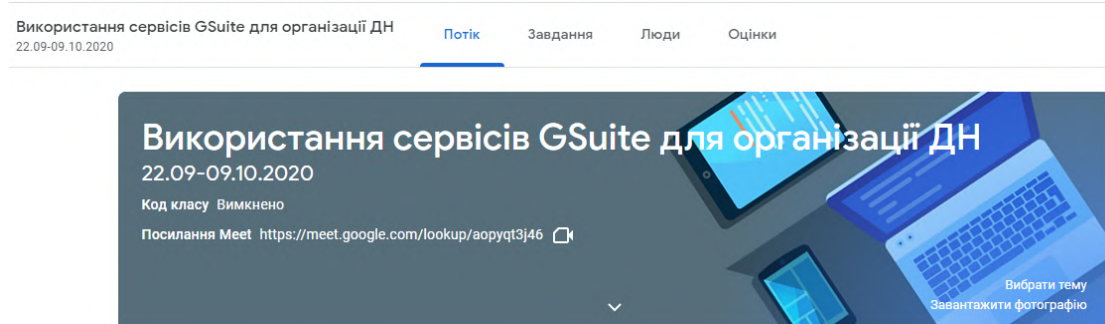 Використання сервісів GSuite для організації ДН
22.09-09.10.2020
Потік Завдання Люди Оцінки
Використання сервісів GSuite для організації ДН
22.09-09.10.2020
Код класу Вимкнено
Посилання Meet https://meet.google.com/lookup/aopyqt3j46
Вибрати тему
Завантажити фотографію